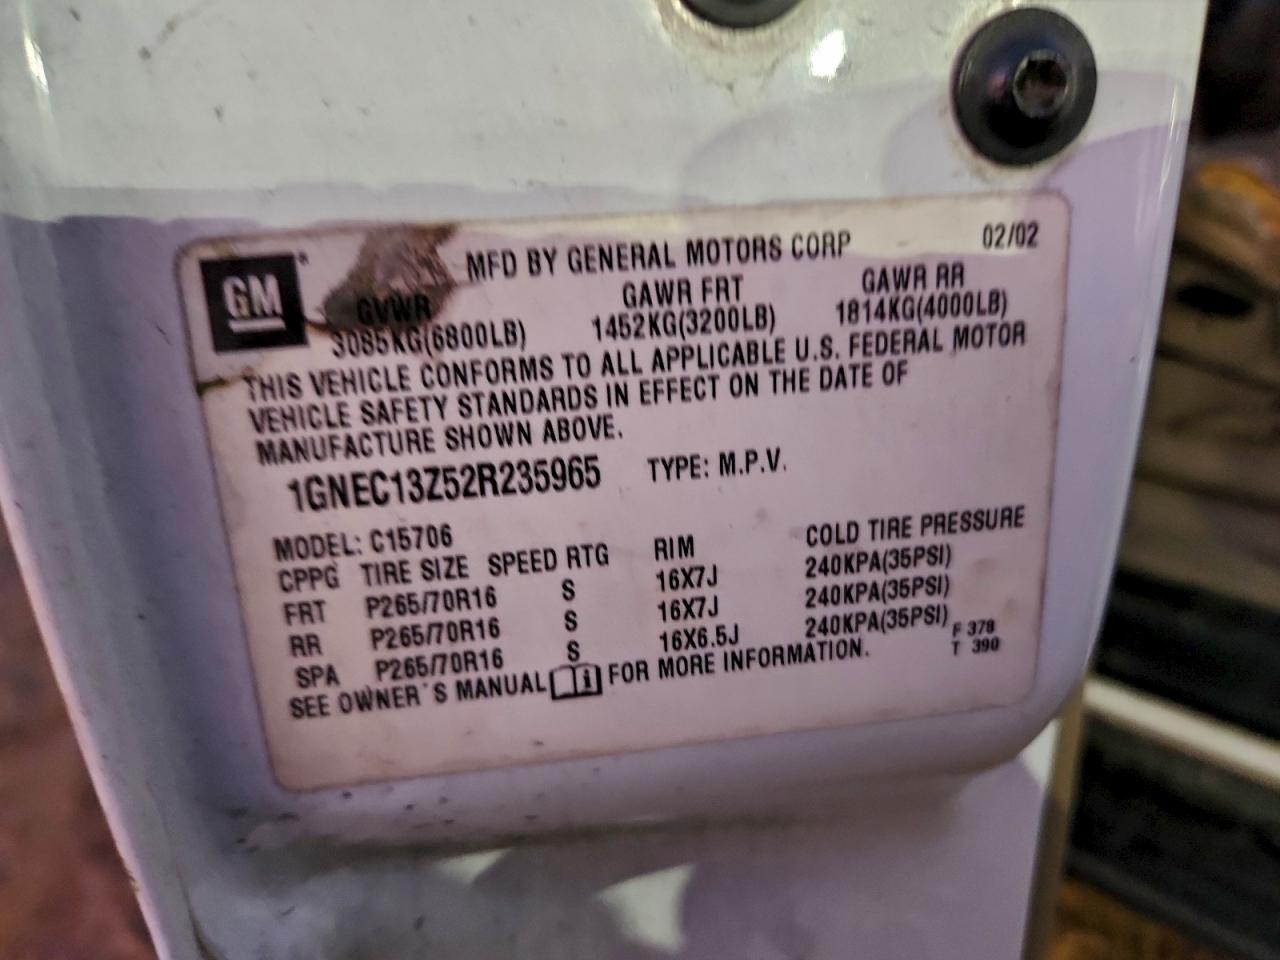 GM
MFD BY GENERAL MOTORS CORP 02/02
GVWR GAWR FRT GAWR RR
3085KG(6800LB) 1452KG(3200LB) 1814KG(4000LB)
THIS VEHICLE CONFORMS TO ALL APPLICABLE U.S. FEDERAL MOTOR
VEHICLE SAFETY STANDARDS IN EFFECT ON THE DATE OF
MANUFACTURE SHOWN ABOVE.
1GNEC13Z52R235965 TYPE: M.P.V.
MODEL: C15706
CPPG TIRE SIZE SPEED RTG RIM COLD TIRE PRESSURE
FRT P265/70R16 S 16X7J 240KPA(35PSI)
RR P265/70R16 S 16X7J 240KPA(35PSI)
SPA P265/70R16 S 16X6.5J 240KPA(35PSI)
SEE OWNER'S MANUAL FOR MORE INFORMATION.
F 378
T 390